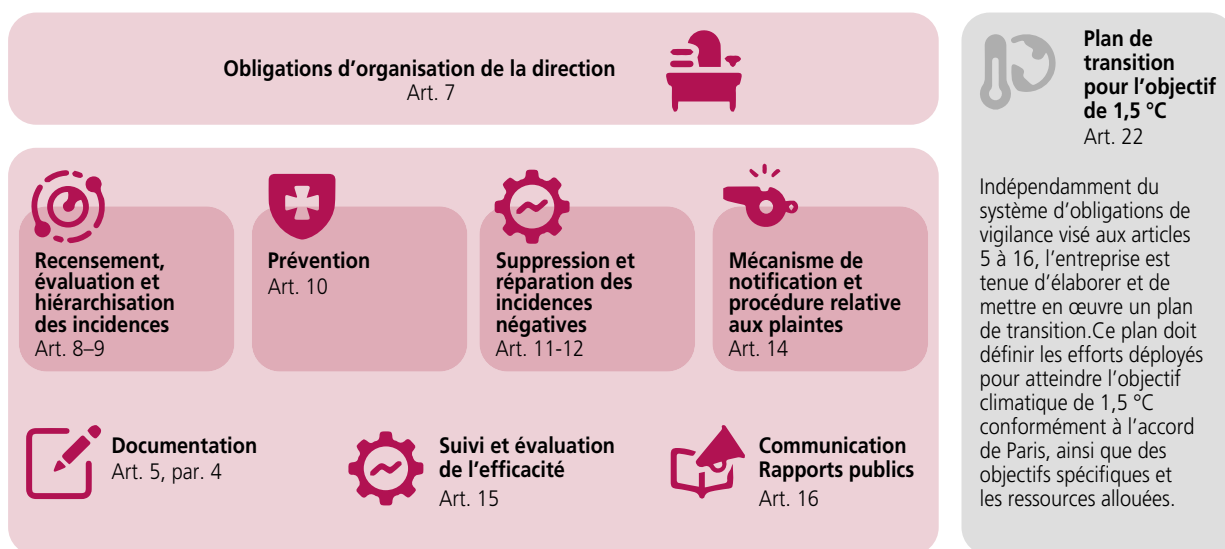 Obligations d'organisation de la direction
Art. 7
Recensement,
évaluation et
hiérarchisation
des incidences
Art. 8–9
Prévention
Art. 10
Suppression et
réparation des
incidences
négatives
Art. 11-12
Mécanisme de
notification et
procédure relative
aux plaintes
Art. 14
Documentation
Art. 5, par. 4
Suivi et évaluation
de l'efficacité
Art. 15
Communication
Rapports publics
Art. 16
Plan de
transition
pour l'objectif
de 1,5 °C
Art. 22
Indépendamment du
système d'obligations de
vigilance visé aux articles
5 à 16, l'entreprise est
tenue d'élaborer et de
mettre en œuvre un plan
de transition.Ce plan doit
définir les efforts déployés
pour atteindre l'objectif
climatique de 1,5 °C
conformément à l'accord
de Paris, ainsi que des
objectifs spécifiques et
les ressources allouées.